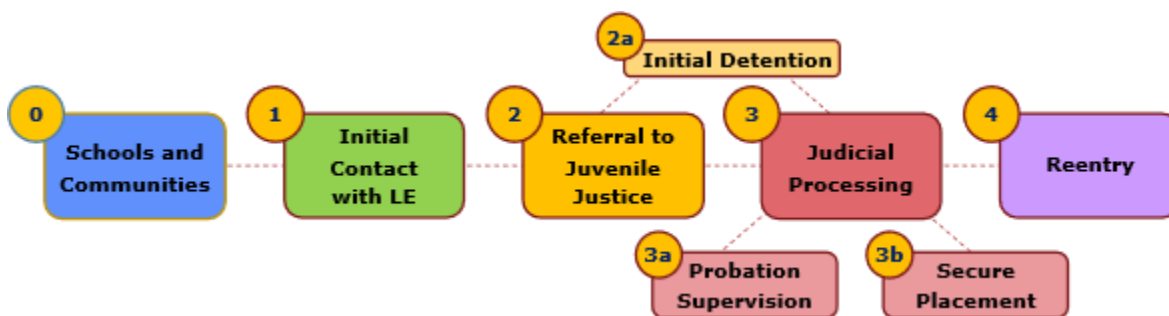 2a
Initial Detention
0
Schools and
Communities
1
Initial
Contact
with LE
2
Referral to
Juvenile
Justice
3
Judicial
Processing
4
Reentry
3a
Probation
Supervision
3b
Secure
Placement